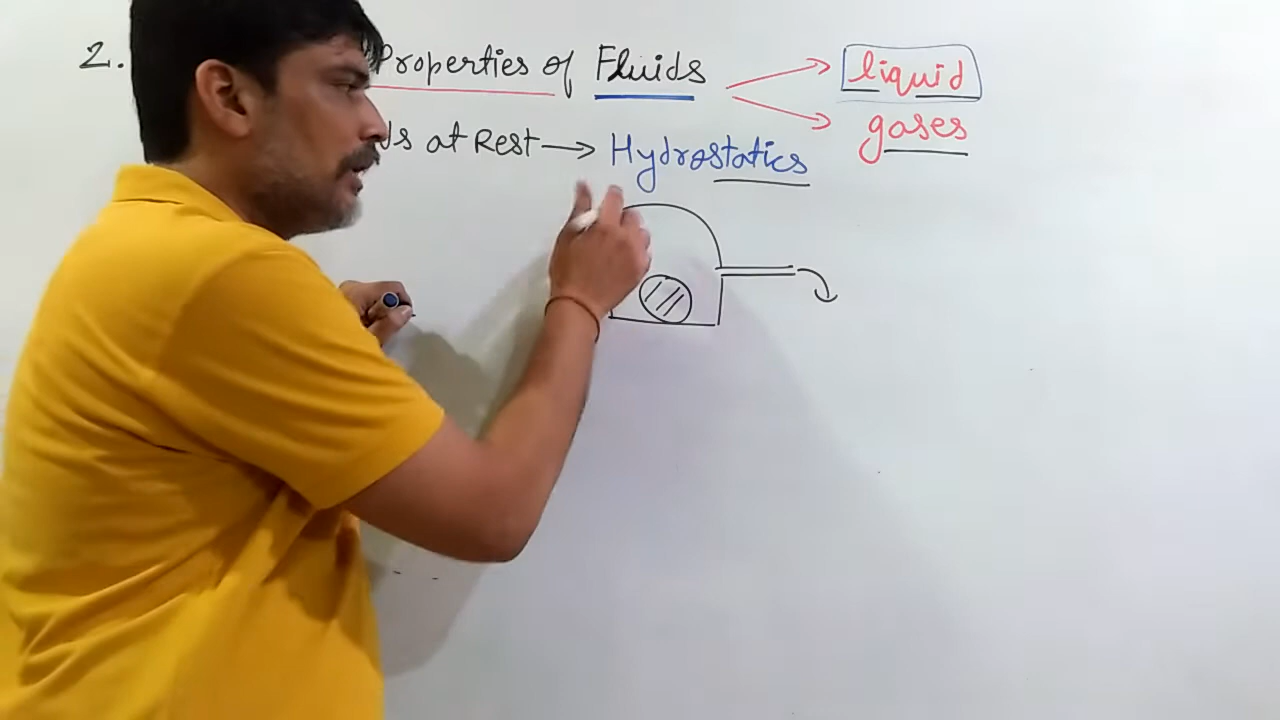 2. Properties of Fluids
liquid
gases
at Rest → Hydrostatics